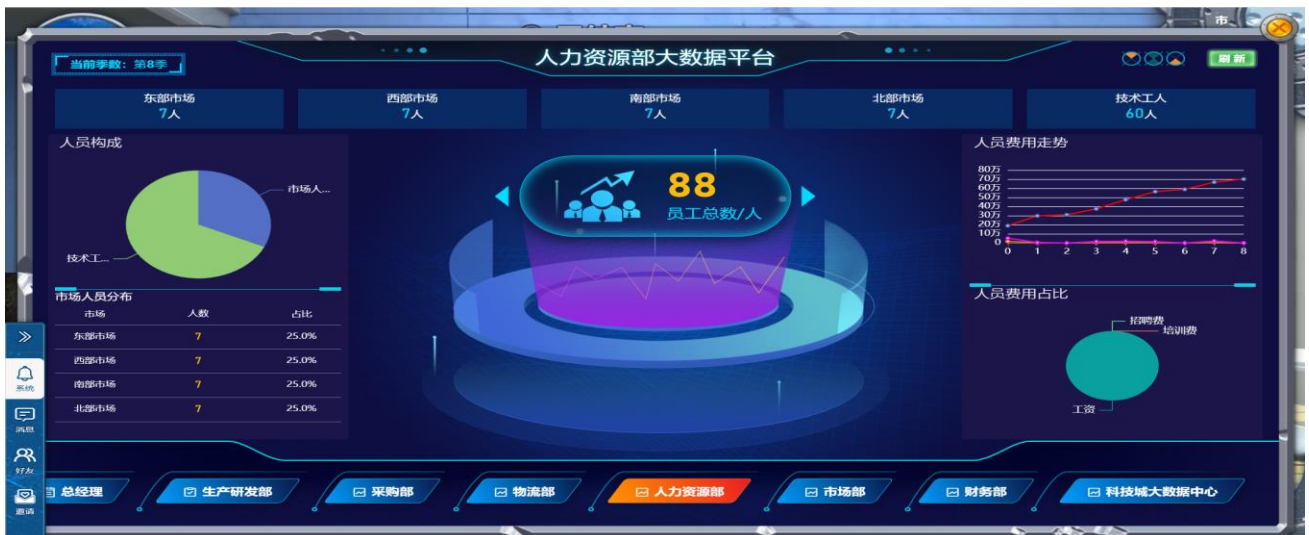 市
人力资源部大数据平台
当前季数：第8季
刷新
东部市场
7人
西部市场
7人
南部市场
7人
北部市场
7人
技术工人
60人
人员构成
市场人...
技术工...
88
员工总数/人
人员费用走势
80万
70万
60万
50万
40万
30万
20万
10万
0
0 1 2 3 4 5 6 7 8
市场人员分布
市场 人数 占比
东部市场 7 25.0%
西部市场 7 25.0%
南部市场 7 25.0%
北部市场 7 25.0%
人员费用占比
招聘费
培训费
工资
系统
消息
好友
邀请
总经理 生产研发部 采购部 物流部 人力资源部 市场部 财务部 科技城大数据中心